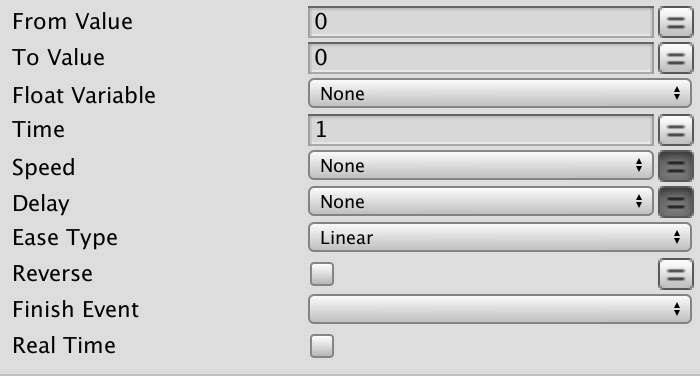 From Value 0
To Value 0
Float Variable None
Time 1
Speed None
Delay None
Ease Type Linear
Reverse
Finish Event
Real Time